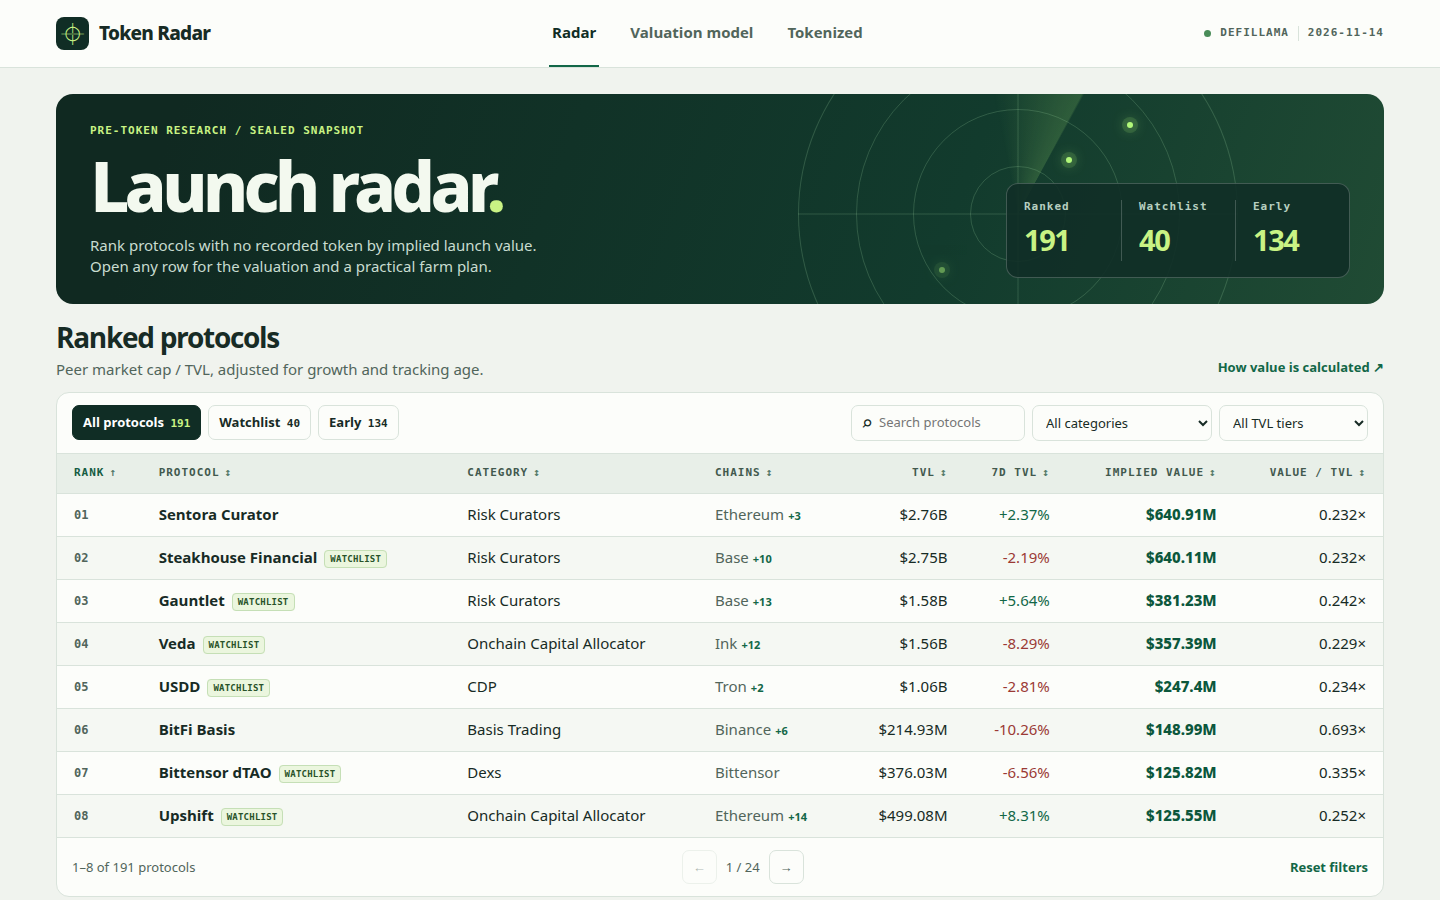 Token Radar
Radar Valuation model Tokenized
DEFILLAMA 2026-11-14
PRE-TOKEN RESEARCH / SEALED SNAPSHOT
Launch radar.
Rank protocols with no recorded token by implied launch value.
Open any row for the valuation and a practical farm plan.
Ranked Watchlist Early
191 40 134
Ranked protocols
Peer market cap / TVL, adjusted for growth and tracking age.
How value is calculated ↗
All protocols 191 Watchlist 40 Early 134 Search protocols All categories All TVL tiers
RANK ↑ PROTOCOL ↕ CATEGORY ↕ CHAINS ↕ TVL ↕ 7D TVL ↕ IMPLIED VALUE ↕ VALUE / TVL ↕
01 Sentora Curator Risk Curators Ethereum +3 $2.76B +2.37% $640.91M 0.232×
02 Steakhouse Financial WATCHLIST Risk Curators Base +10 $2.75B -2.19% $640.11M 0.232×
03 Gauntlet WATCHLIST Risk Curators Base +13 $1.58B +5.64% $381.23M 0.242×
04 Veda WATCHLIST Onchain Capital Allocator Ink +12 $1.56B -8.29% $357.39M 0.229×
05 USDD WATCHLIST CDP Tron +2 $1.06B -2.81% $247.4M 0.234×
06 BitFi Basis Basis Trading Binance +6 $214.93M -10.26% $148.99M 0.693×
07 Bittensor dTAO WATCHLIST Dexs Bittensor $376.03M -6.56% $125.82M 0.335×
08 Upshift WATCHLIST Onchain Capital Allocator Ethereum +14 $499.08M +8.31% $125.55M 0.252×
1–8 of 191 protocols ← 1 / 24 → Reset filters